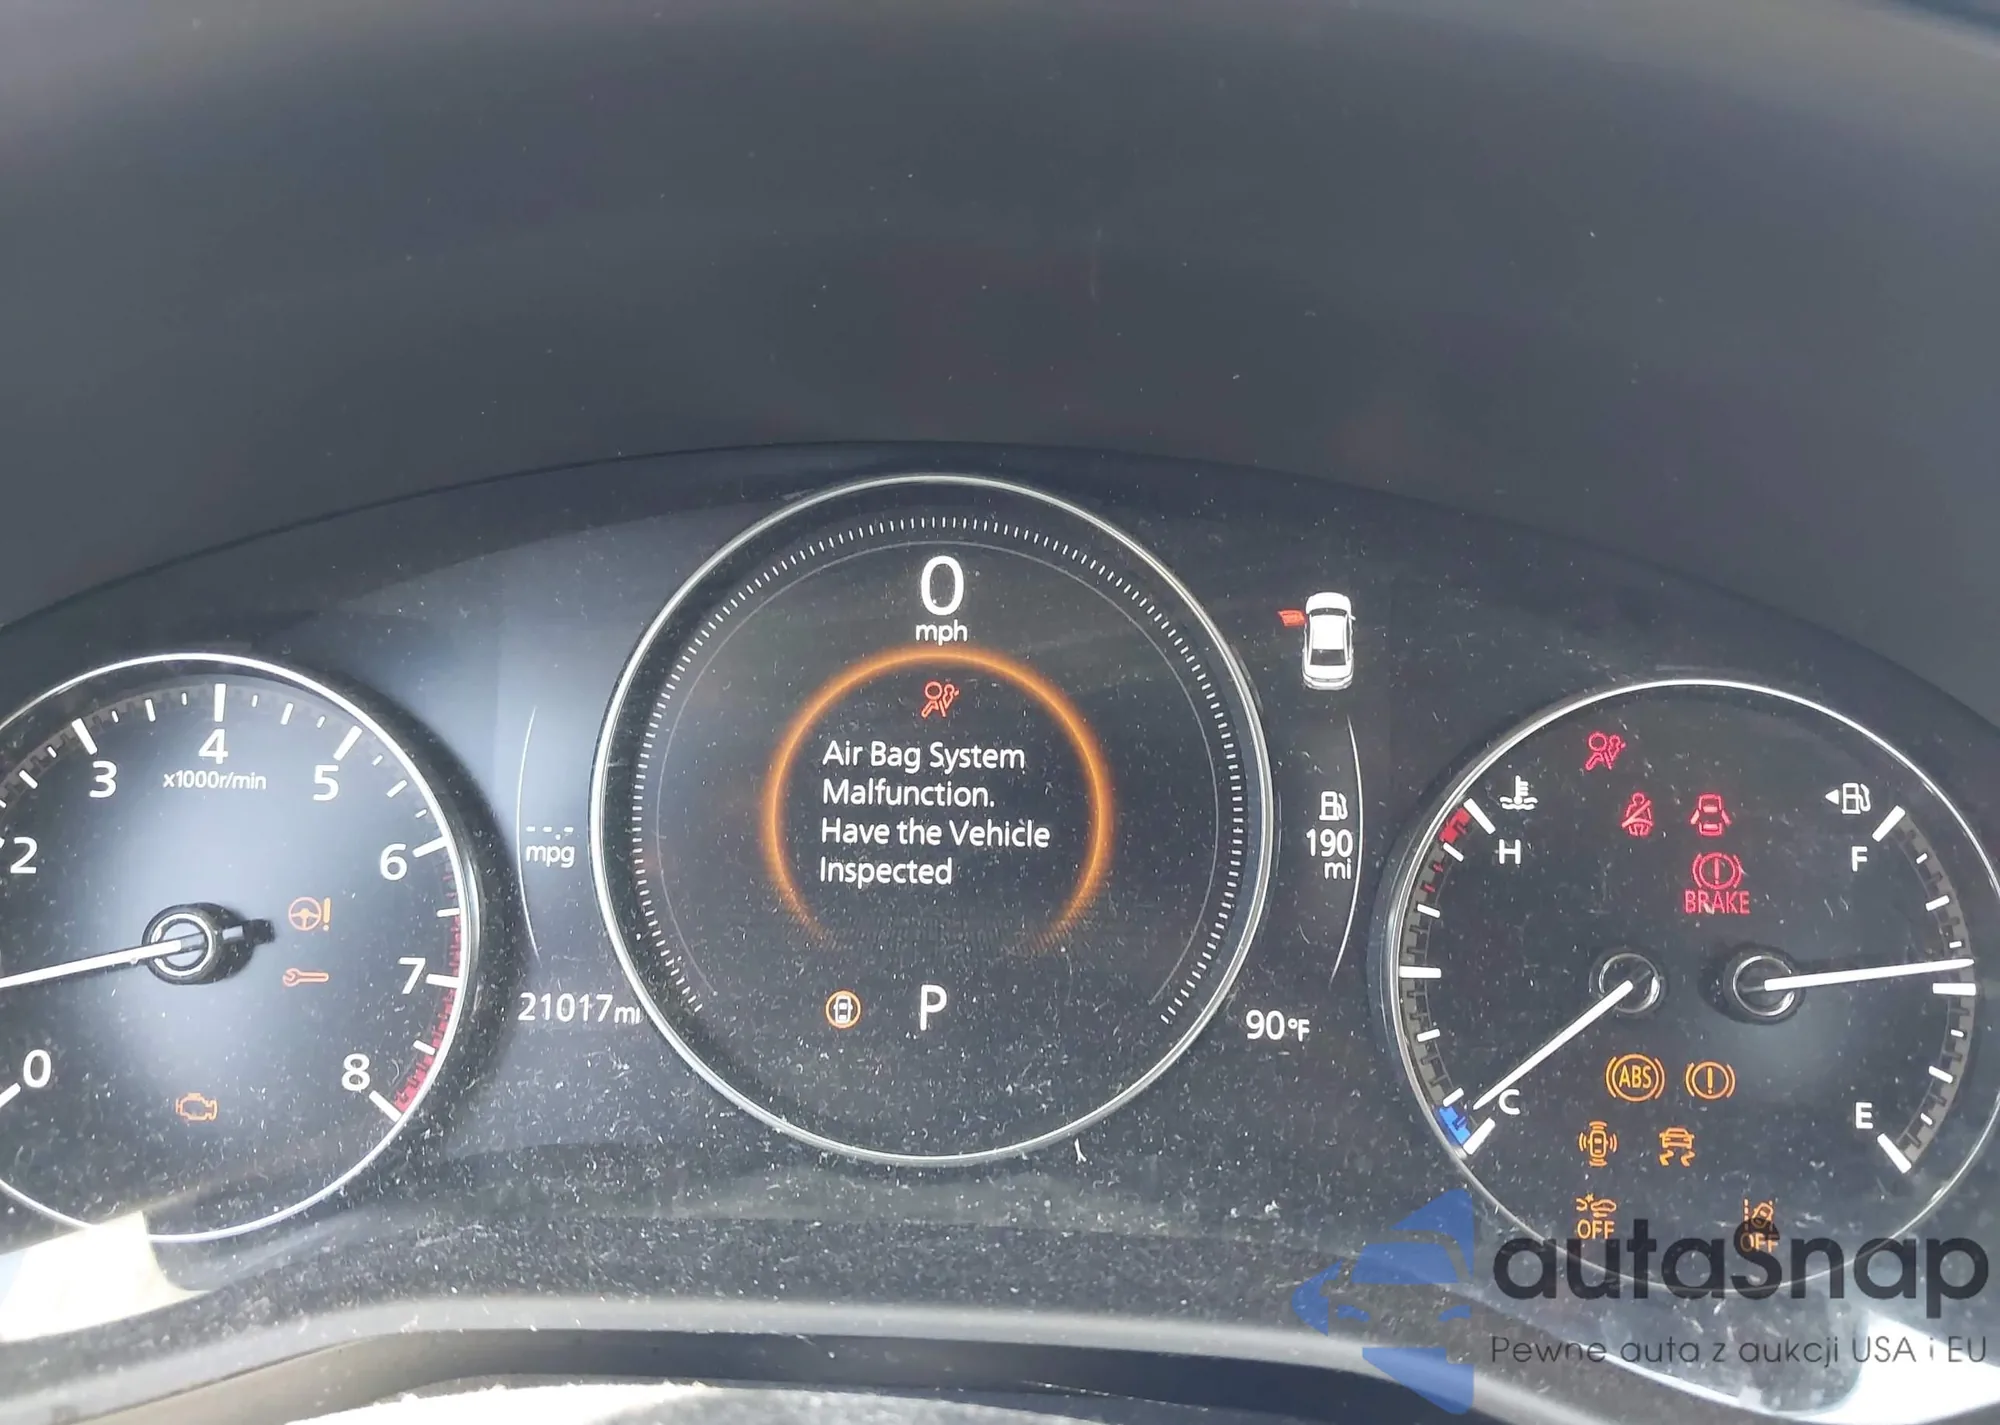 0
mph
Air Bag System
Malfunction.
Have the Vehicle
Inspected
P
4
x1000r/min
3
5
2
6
7
0
8
--.-
mpg
21017mi
190
mi
90°F
H
F
BRAKE
C
E
ABS
OFF
OFF
autasnap
Pewne auta z aukcji USA i EU